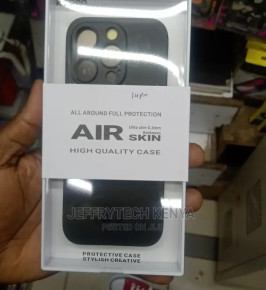 14pro
ALL AROUND FULL PROTECTION
AIR SKIN
Ultra slim 0.3mm
HIGH QUALITY CASE
JEFFRYTECH KENYA
POSTED ON JIJI
PROTECTIVE CASE
STYLISH CREATIVE